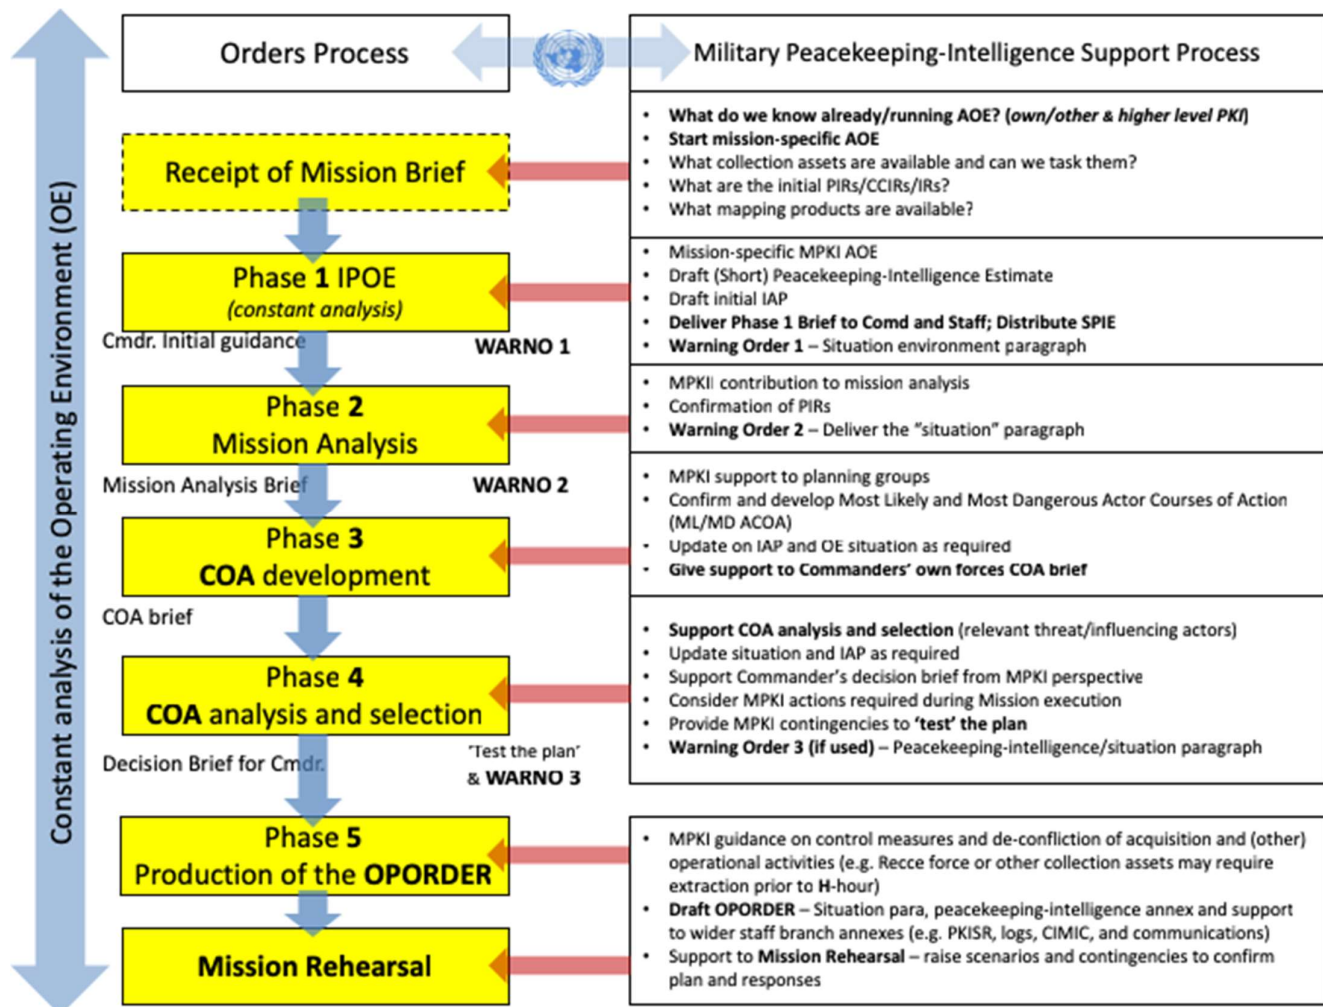 Constant analysis of the Operating Environment (OE)
Orders Process
Military Peacekeeping-Intelligence Support Process
Receipt of Mission Brief
• What do we know already/running AOE? (own/other & higher level PKI)
• Start mission-specific AOE
• What collection assets are available and can we task them?
• What are the initial PIRs/CCIRs/IRs?
• What mapping products are available?
Phase 1 IPOE
(constant analysis)
• Mission-specific MPKI AOE
• Draft (Short) Peacekeeping-Intelligence Estimate
• Draft initial IAP
• Deliver Phase 1 Brief to Comd and Staff; Distribute SPIE
• Warning Order 1 – Situation environment paragraph
Cmdr. Initial guidance
WARNO 1
Phase 2
Mission Analysis
• MPKII contribution to mission analysis
• Confirmation of PIRs
• Warning Order 2 – Deliver the "situation" paragraph
Mission Analysis Brief
WARNO 2
Phase 3
COA development
• MPKI support to planning groups
• Confirm and develop Most Likely and Most Dangerous Actor Courses of Action
(ML/MD ACOA)
• Update on IAP and OE situation as required
• Give support to Commanders' own forces COA brief
COA brief
Phase 4
COA analysis and selection
• Support COA analysis and selection (relevant threat/influencing actors)
• Update situation and IAP as required
• Support Commander's decision brief from MPKI perspective
• Consider MPKI actions required during Mission execution
• Provide MPKI contingencies to 'test' the plan
• Warning Order 3 (if used) – Peacekeeping-intelligence/situation paragraph
Decision Brief for Cmdr.
'Test the plan'
& WARNO 3
Phase 5
Production of the OPORDER
• MPKI guidance on control measures and de-confliction of acquisition and (other)
operational activities (e.g. Recce force or other collection assets may require
extraction prior to H-hour)
• Draft OPORDER – Situation para, peacekeeping-intelligence annex and support
to wider staff branch annexes (e.g. PKISR, logs, CIMIC, and communications)
• Support to Mission Rehearsal – raise scenarios and contingencies to confirm
plan and responses
Mission Rehearsal